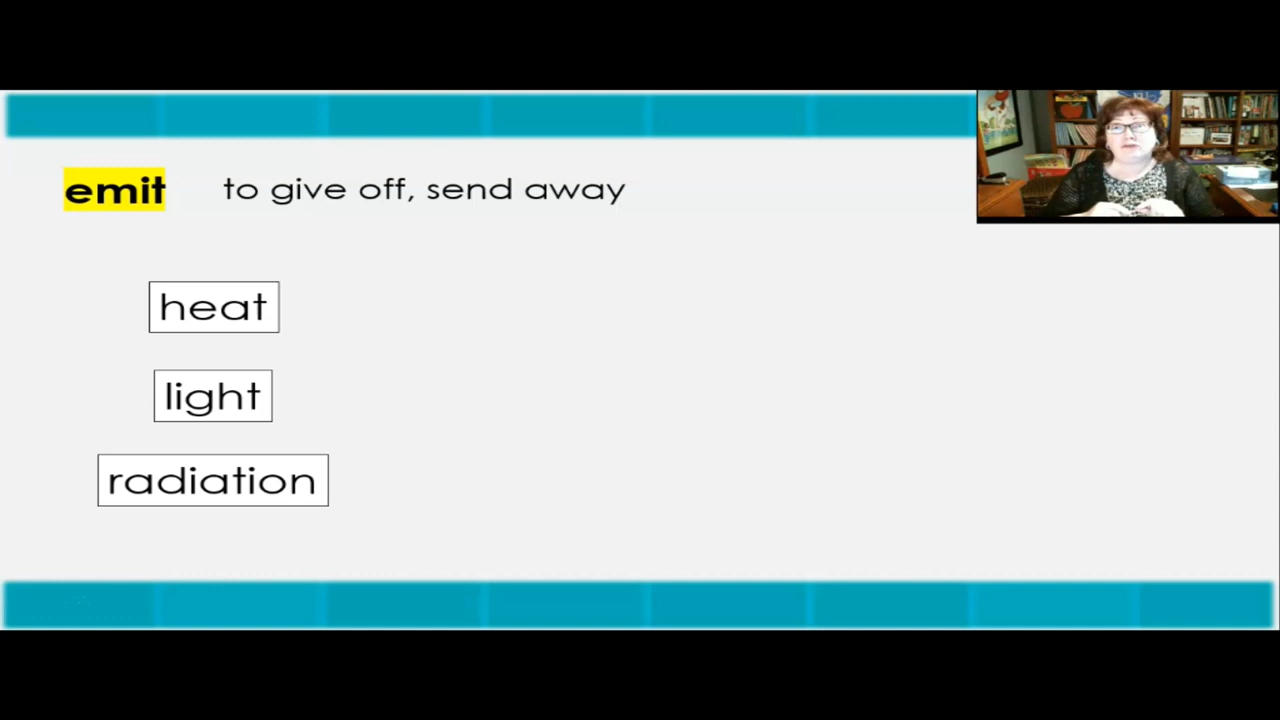 emit to give off, send away
heat
light
radiation